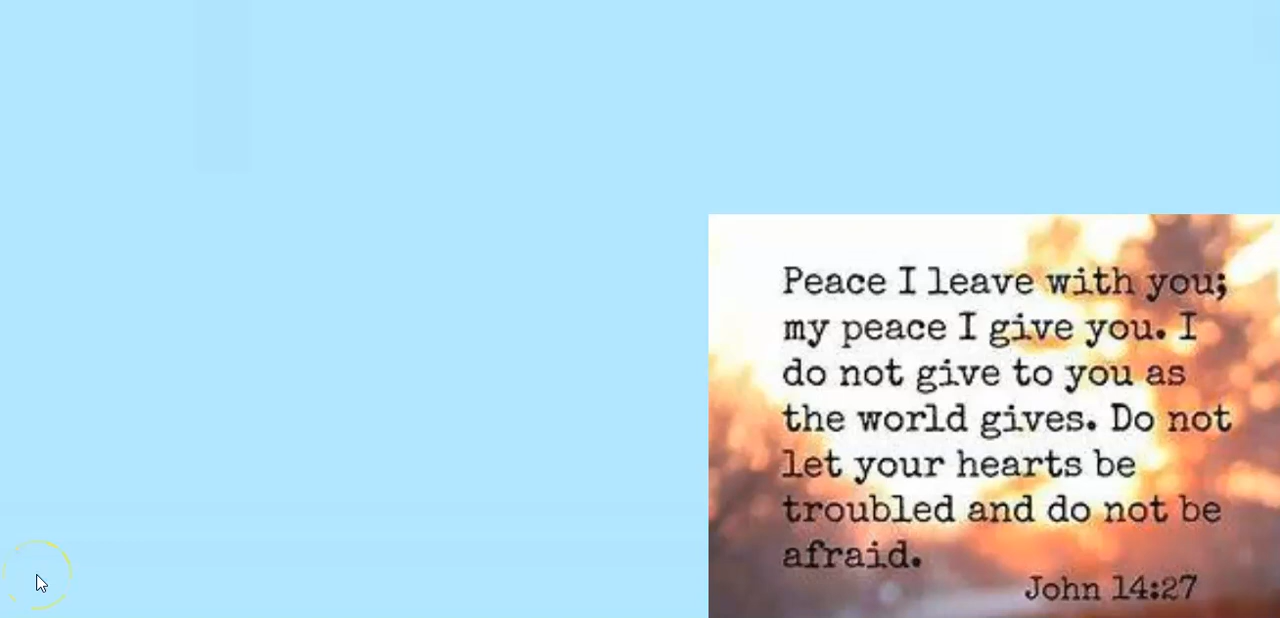 Peace I leave with you;
my peace I give you. I
do not give to you as
the world gives. Do not
let your hearts be
troubled and do not be
afraid.
John 14:27